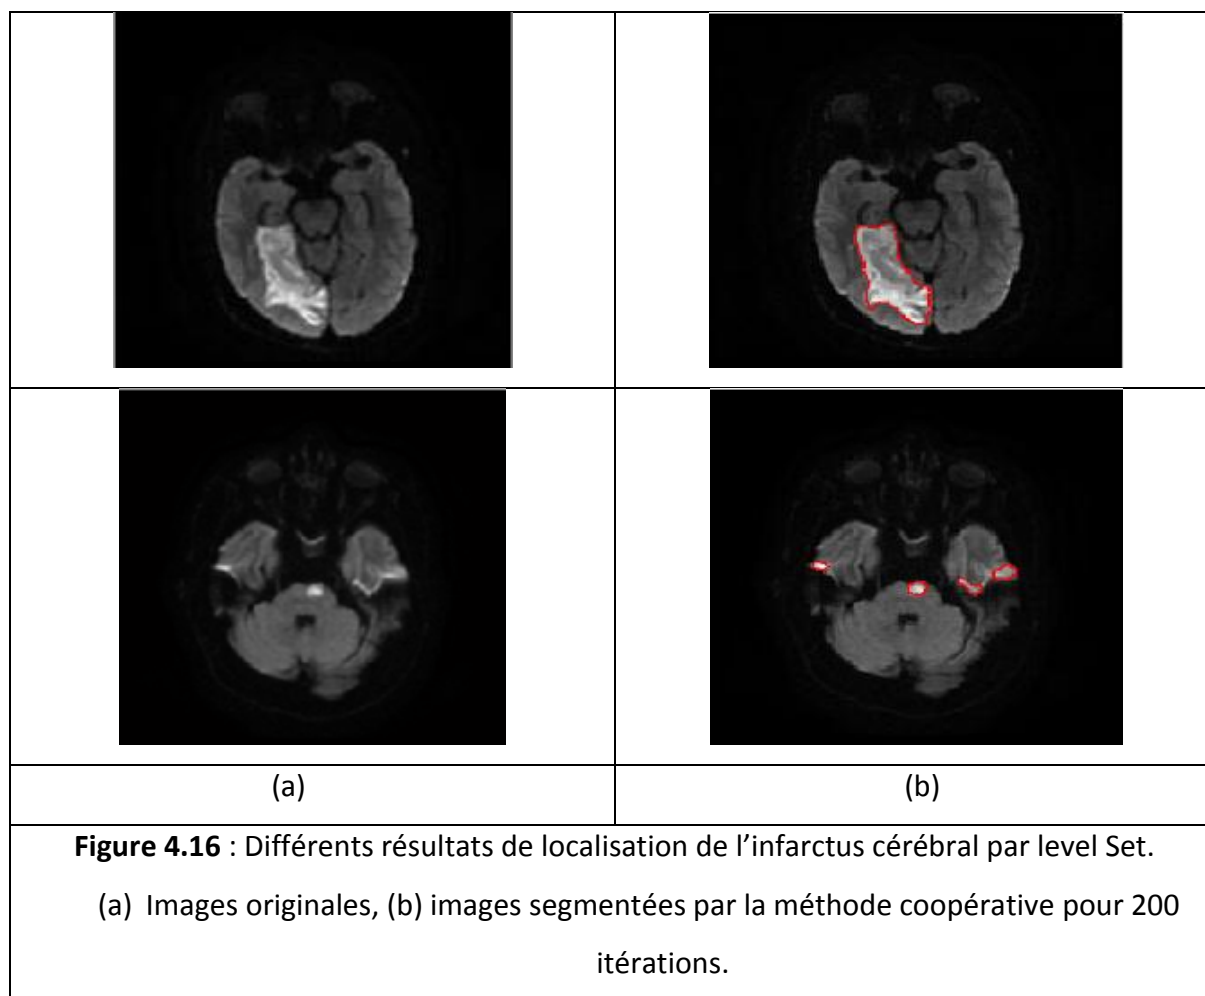 (a)
(b)
Figure 4.16 : Différents résultats de localisation de l’infarctus cérébral par level Set.
(a) Images originales, (b) images segmentées par la méthode coopérative pour 200
itérations.